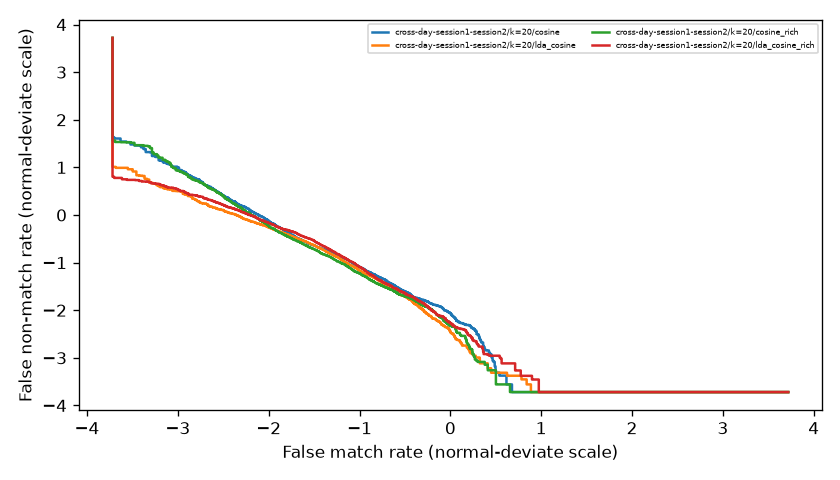 cross-day-session1-session2/k=20/cosine
cross-day-session1-session2/k=20/lda_cosine
cross-day-session1-session2/k=20/cosine_rich
cross-day-session1-session2/k=20/lda_cosine_rich
False non-match rate (normal-deviate scale)
4
3
2
1
0
−1
−2
−3
−4
−4 −3 −2 −1 0 1 2 3 4
False match rate (normal-deviate scale)